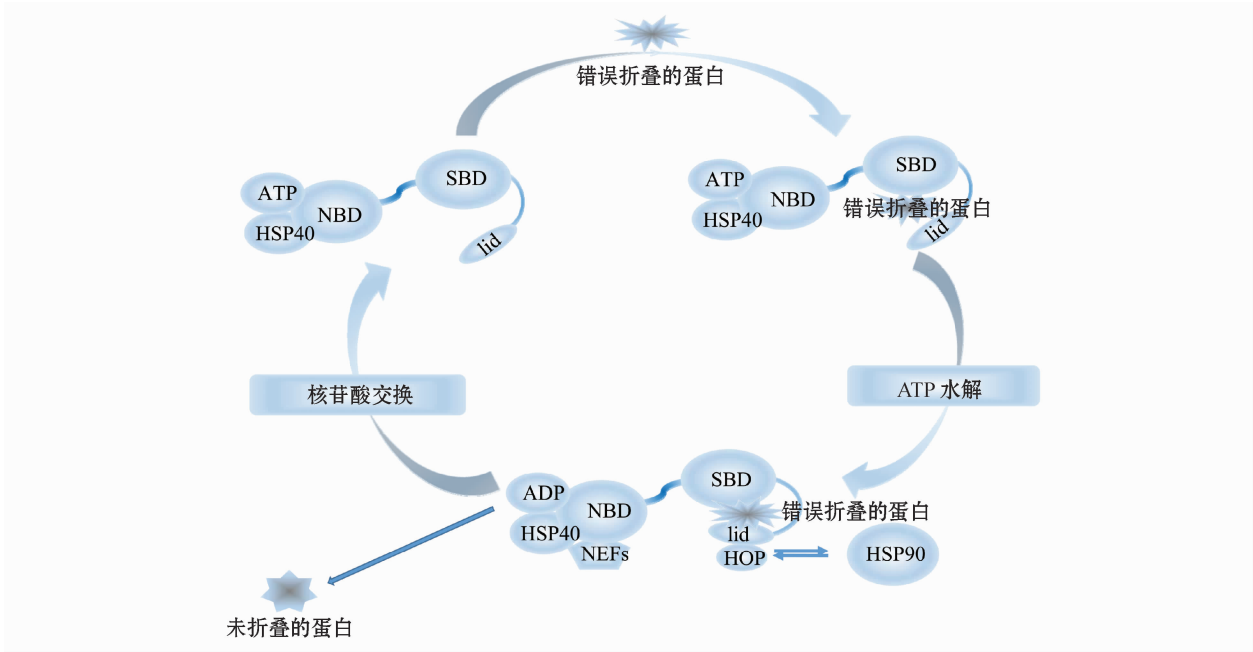 错误折叠的蛋白
ATP
HSP40
NBD
SBD
lid
ATP
HSP40
NBD
SBD
错误折叠的蛋白
lid
核苷酸交换
ATP 水解
ADP
HSP40
NBD
NEFs
SBD
错误折叠的蛋白
lid
HOP
HSP90
未折叠的蛋白